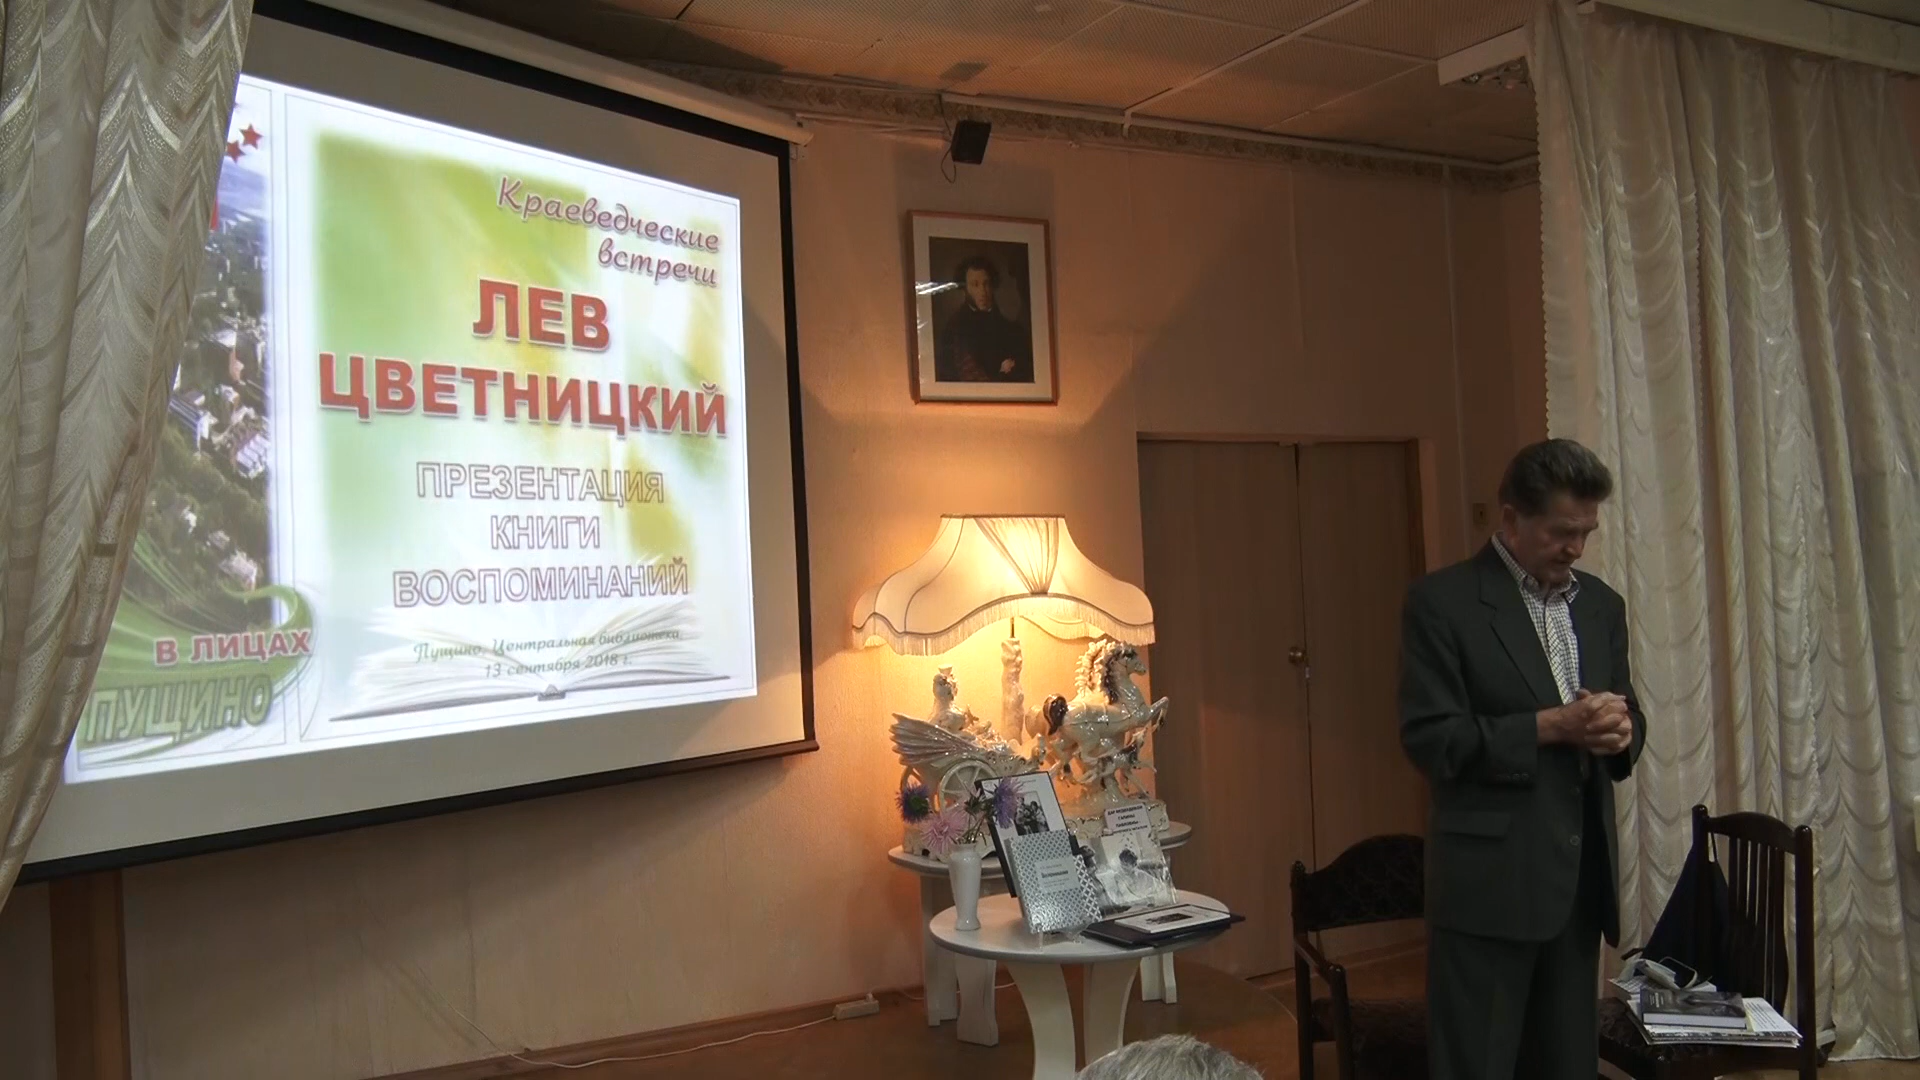 Краеведческие
встречи
ЛЕВ
ЦВЕТНИЦКИЙ
ПРЕЗЕНТАЦИЯ
КНИГИ
ВОСПОМИНАНИЙ
Пущино, Центральная библиотека,
13 сентября 2018 г.
В ЛИЦАХ
ПУЩИНО